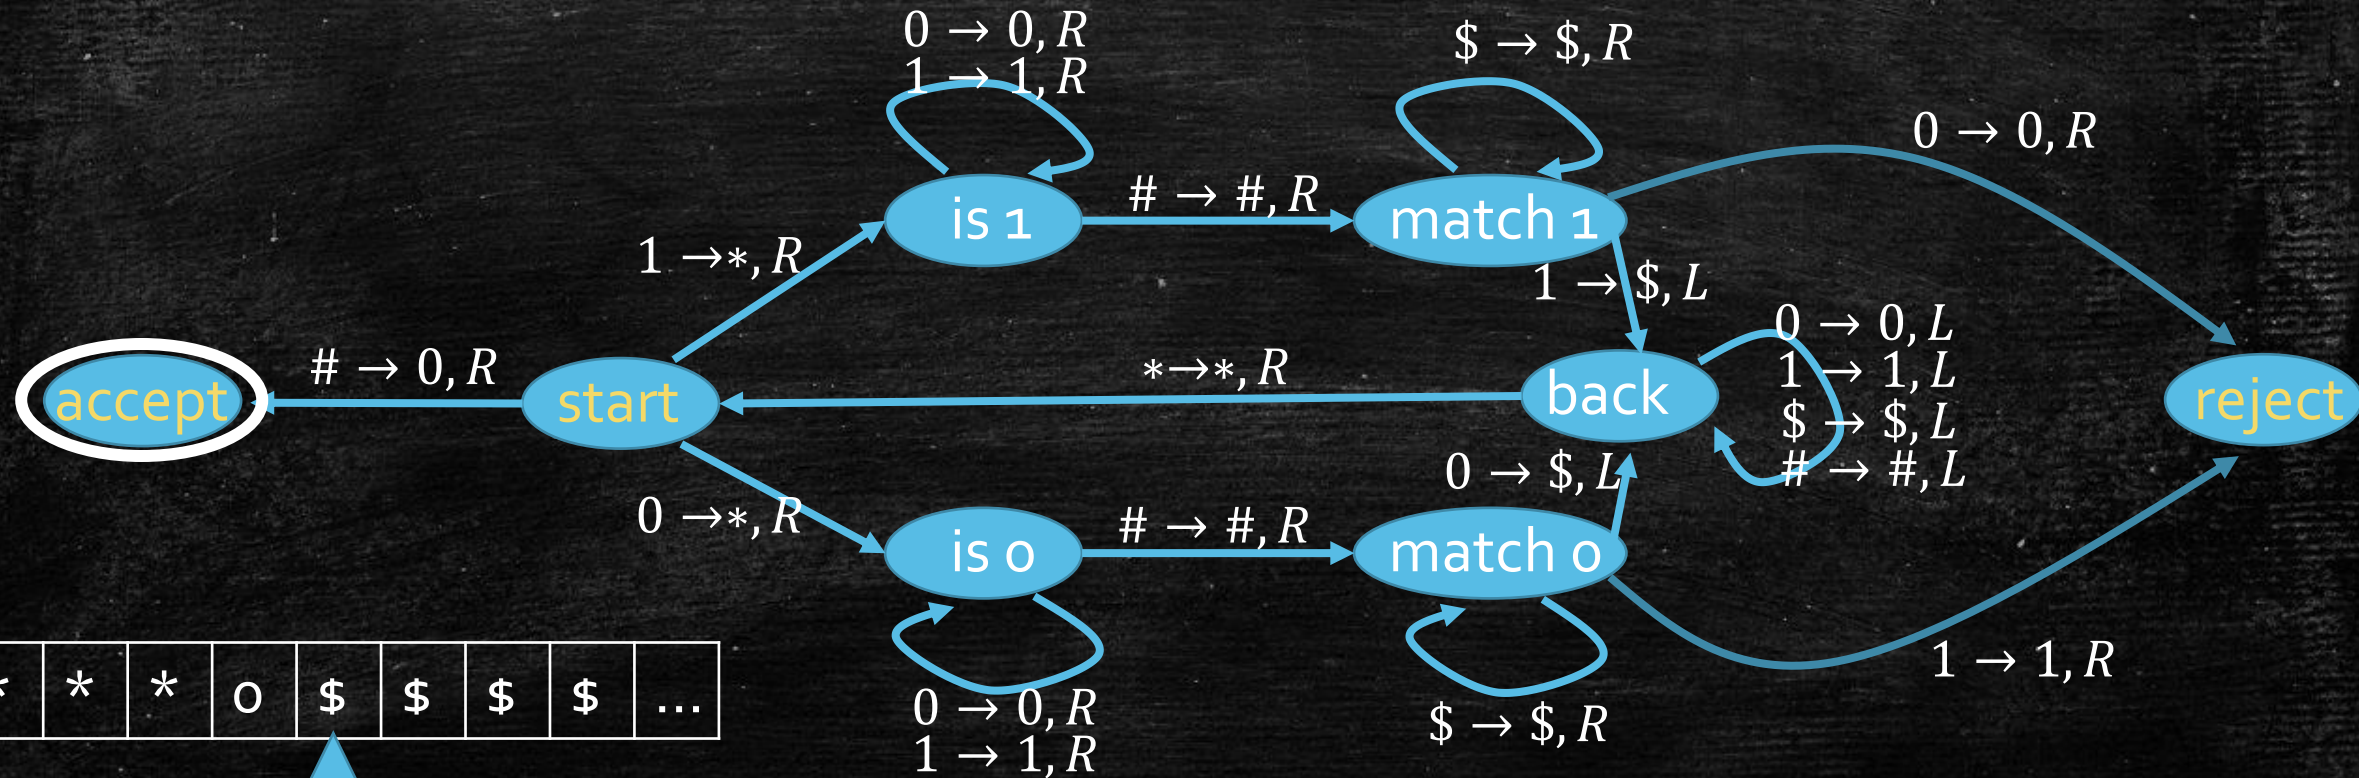 0 → 0, R
1 → 1, R
$ → $, R
0 → 0, R
is 1
# → #, R
match 1
1 →*, R
1 → $, L
accept
# → 0, R
start
*→*, R
back
0 → 0, L
1 → 1, L
$ → $, L
# → #, L
reject
0 → $, L
0 →*, R
is 0
# → #, R
match 0
0 → 0, R
1 → 1, R
$ → $, R
1 → 1, R
* * * 0 $ $ $ $ ...